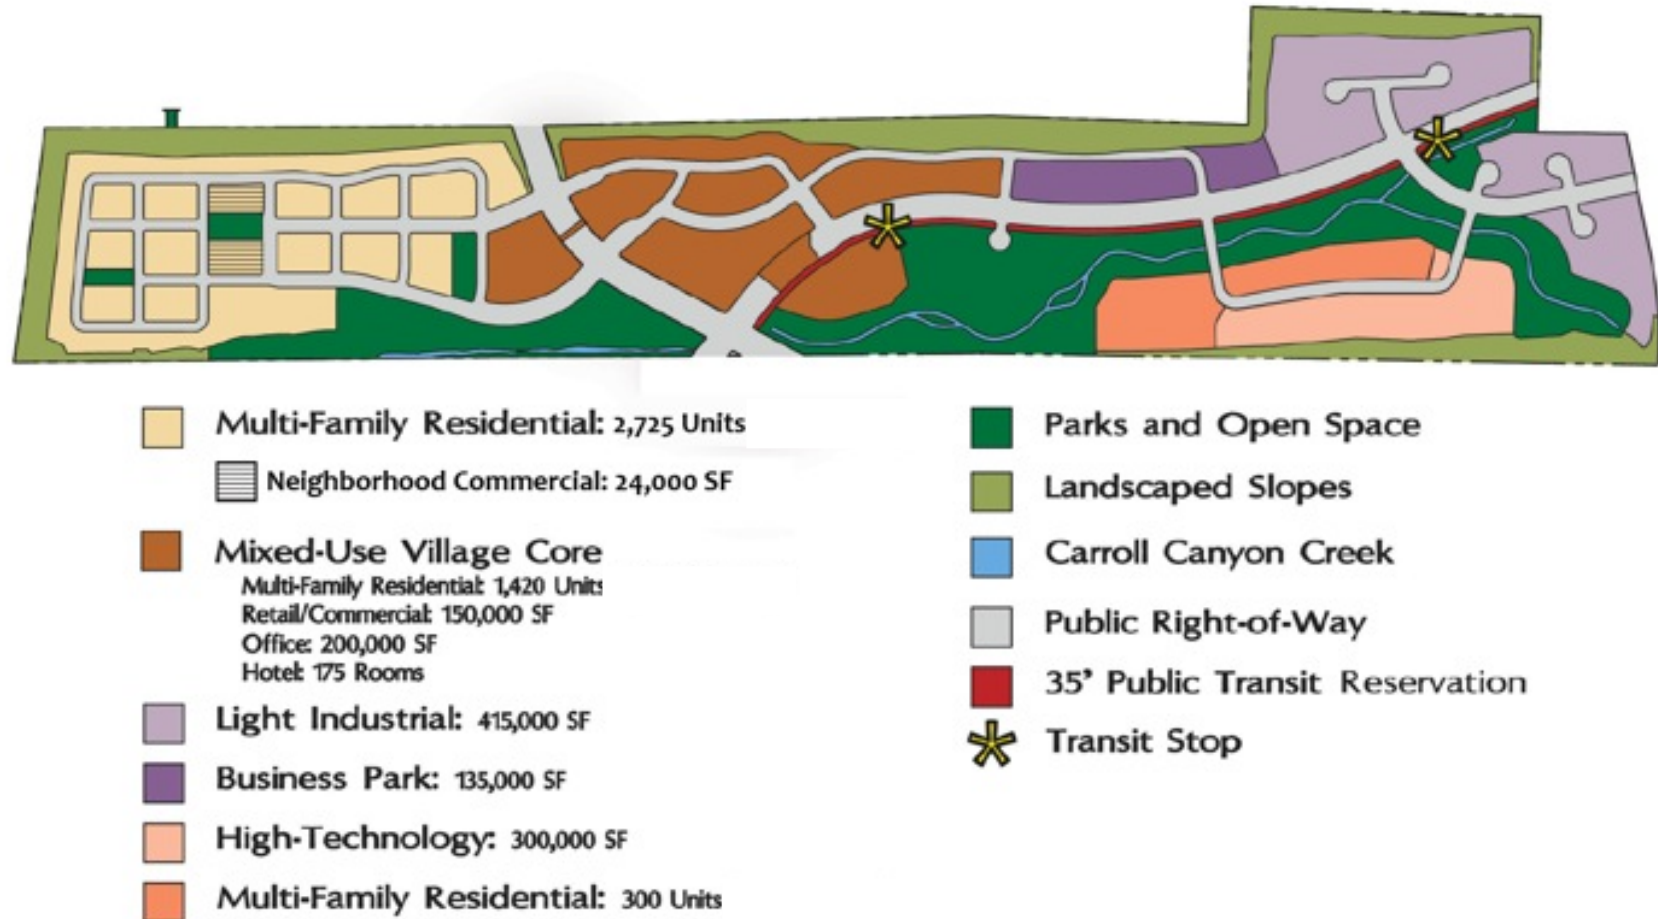 Multi-Family Residential: 2,725 Units
Neighborhood Commercial: 24,000 SF
Mixed-Use Village Core
Multi-Family Residential: 1,420 Units
Retail/Commercial: 150,000 SF
Office: 200,000 SF
Hotel: 175 Rooms
Light Industrial: 415,000 SF
Business Park: 135,000 SF
High-Technology: 300,000 SF
Multi-Family Residential: 300 Units
Parks and Open Space
Landscaped Slopes
Carroll Canyon Creek
Public Right-of-Way
35' Public Transit Reservation
Transit Stop